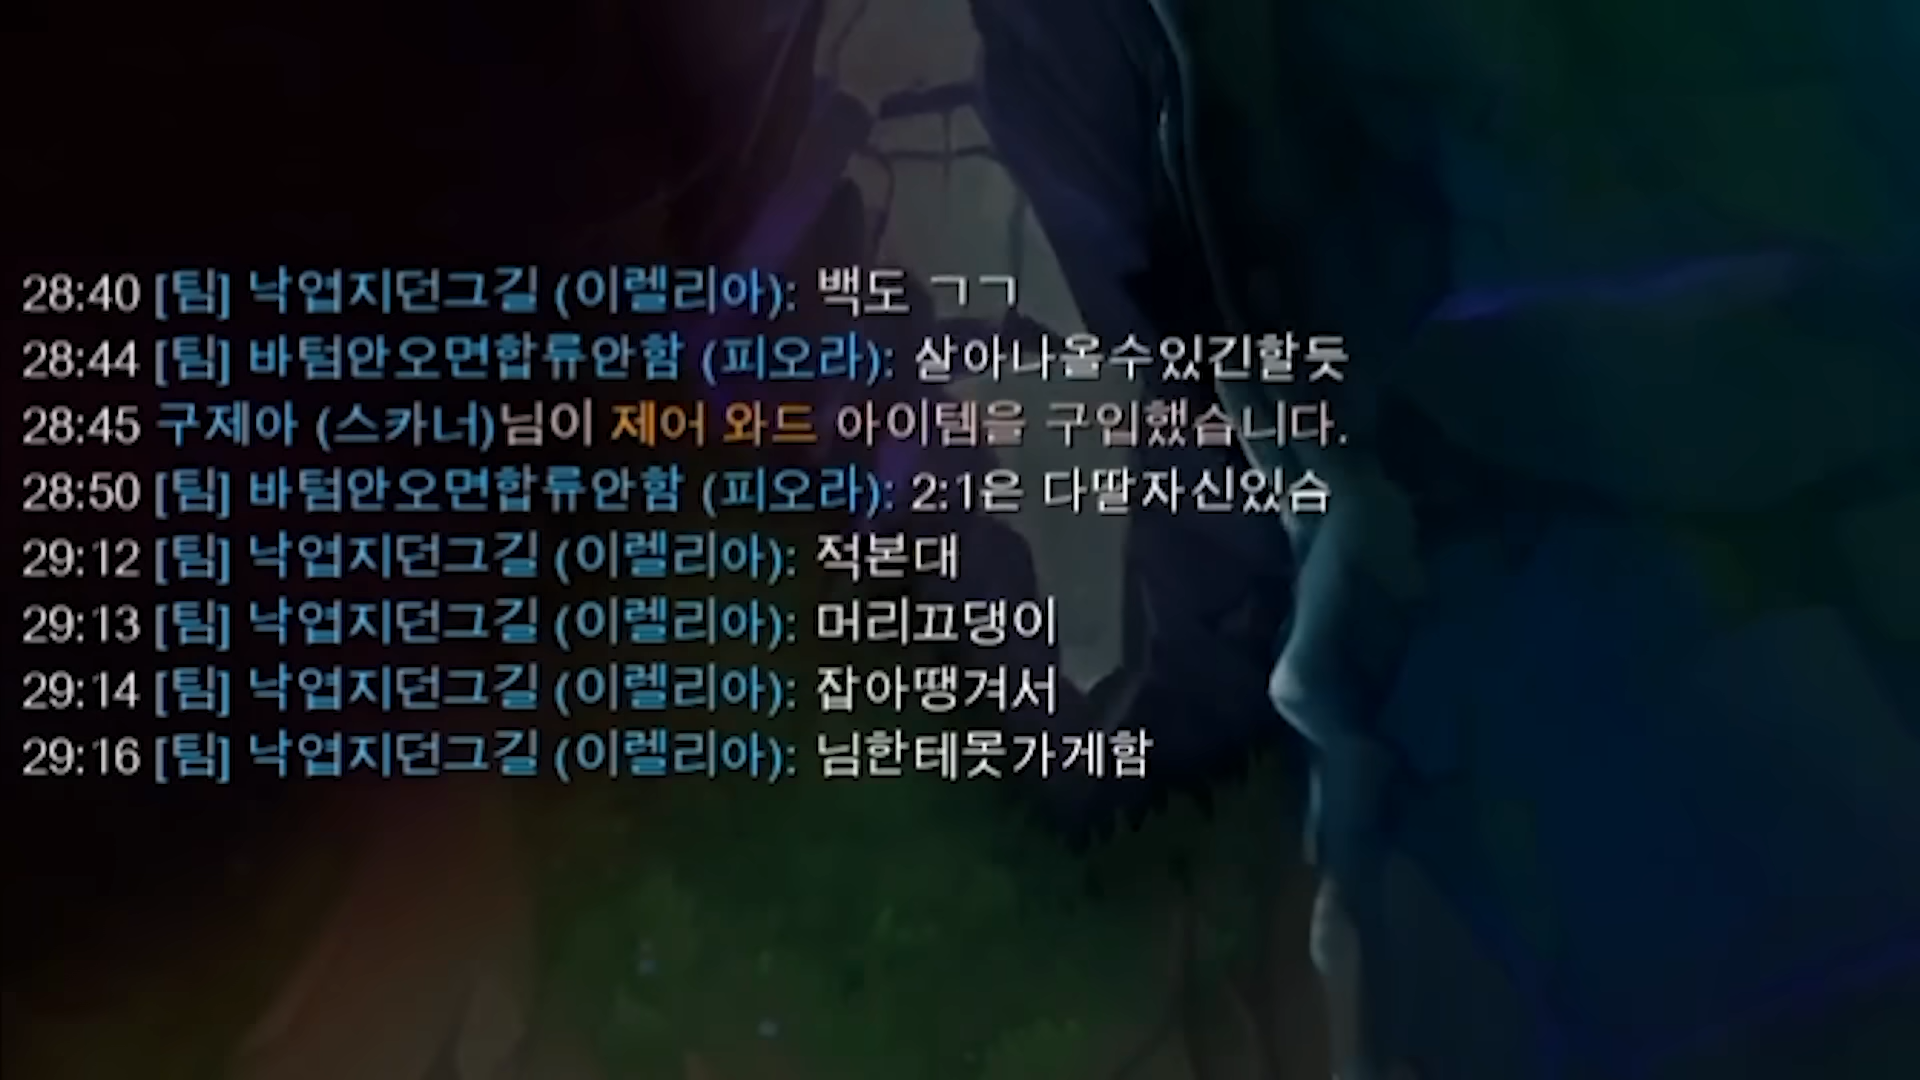 28:40 [팀] 낙엽지던그길 (이렐리아): 백도 ㄱㄱ
28:44 [팀] 바텀안오면합류안함 (피오라): 살아나올수있긴할듯
28:45 구제아 (스카너)님이 제어 와드 아이템을 구입했습니다.
28:50 [팀] 바텀안오면합류안함 (피오라): 2:1은 다딸자신있슴
29:12 [팀] 낙엽지던그길 (이렐리아): 적본대
29:13 [팀] 낙엽지던그길 (이렐리아): 머리끄댕이
29:14 [팀] 낙엽지던그길 (이렐리아): 잡아땡겨서
29:16 [팀] 낙엽지던그길 (이렐리아): 님한테못가게함